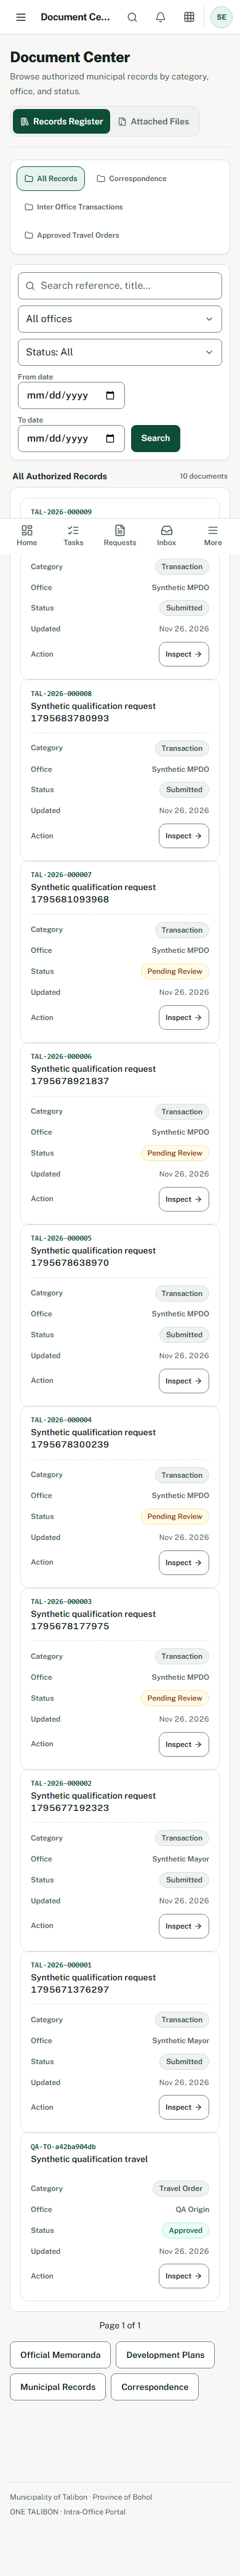 Document Ce...
SE
Document Center
Browse authorized municipal records by category,
office, and status.
Records Register
Attached Files
All Records
Correspondence
Inter Office Transactions
Approved Travel Orders
Search reference, title...
All offices
Status: All
From date
mm/dd/yyyy
To date
mm/dd/yyyy
Search
All Authorized Records
10 documents
TAL-2026-000009
Home
Tasks
Requests
Inbox
More
Category
Transaction
Office
Synthetic MPDO
Status
Submitted
Updated
Nov 26, 2026
Action
Inspect →
TAL-2026-000008
Synthetic qualification request
1795683780993
Category
Transaction
Office
Synthetic MPDO
Status
Submitted
Updated
Nov 26, 2026
Action
Inspect →
TAL-2026-000007
Synthetic qualification request
1795681093968
Category
Transaction
Office
Synthetic MPDO
Status
Pending Review
Updated
Nov 26, 2026
Action
Inspect →
TAL-2026-000006
Synthetic qualification request
1795678921837
Category
Transaction
Office
Synthetic MPDO
Status
Pending Review
Updated
Nov 26, 2026
Action
Inspect →
TAL-2026-000005
Synthetic qualification request
1795678638970
Category
Transaction
Office
Synthetic MPDO
Status
Submitted
Updated
Nov 26, 2026
Action
Inspect →
TAL-2026-000004
Synthetic qualification request
1795678300239
Category
Transaction
Office
Synthetic MPDO
Status
Pending Review
Updated
Nov 26, 2026
Action
Inspect →
TAL-2026-000003
Synthetic qualification request
1795678177975
Category
Transaction
Office
Synthetic MPDO
Status
Pending Review
Updated
Nov 26, 2026
Action
Inspect →
TAL-2026-000002
Synthetic qualification request
1795677192323
Category
Transaction
Office
Synthetic Mayor
Status
Submitted
Updated
Nov 26, 2026
Action
Inspect →
TAL-2026-000001
Synthetic qualification request
1795671376297
Category
Transaction
Office
Synthetic Mayor
Status
Submitted
Updated
Nov 26, 2026
Action
Inspect →
QA-TO-a42ba904db
Synthetic qualification travel
Category
Travel Order
Office
QA Origin
Status
Approved
Updated
Nov 26, 2026
Action
Inspect →
Page 1 of 1
Official Memoranda
Development Plans
Municipal Records
Correspondence
Municipality of Talibon · Province of Bohol
ONE TALIBON · Intra-Office Portal